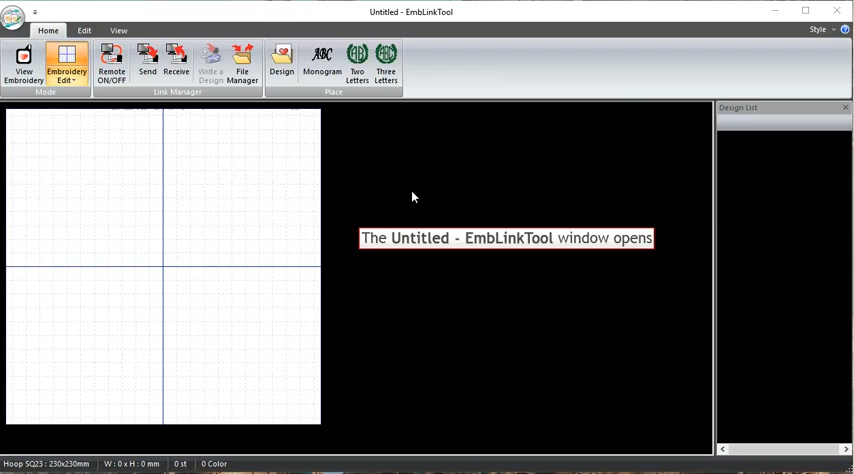 Untitled - EmbLinkTool
Home Edit View Style
View Embroidery
Embroidery Edit
Remote ON/OFF
Send
Receive
Write a Design
File Manager
Design
Monogram
Two Letters
Three Letters
Mode Link Manager Place
Design List
The Untitled - EmbLinkTool window opens
Hoop SQ23 : 230x230mm W : 0 x H : 0 mm 0 st 0 Color